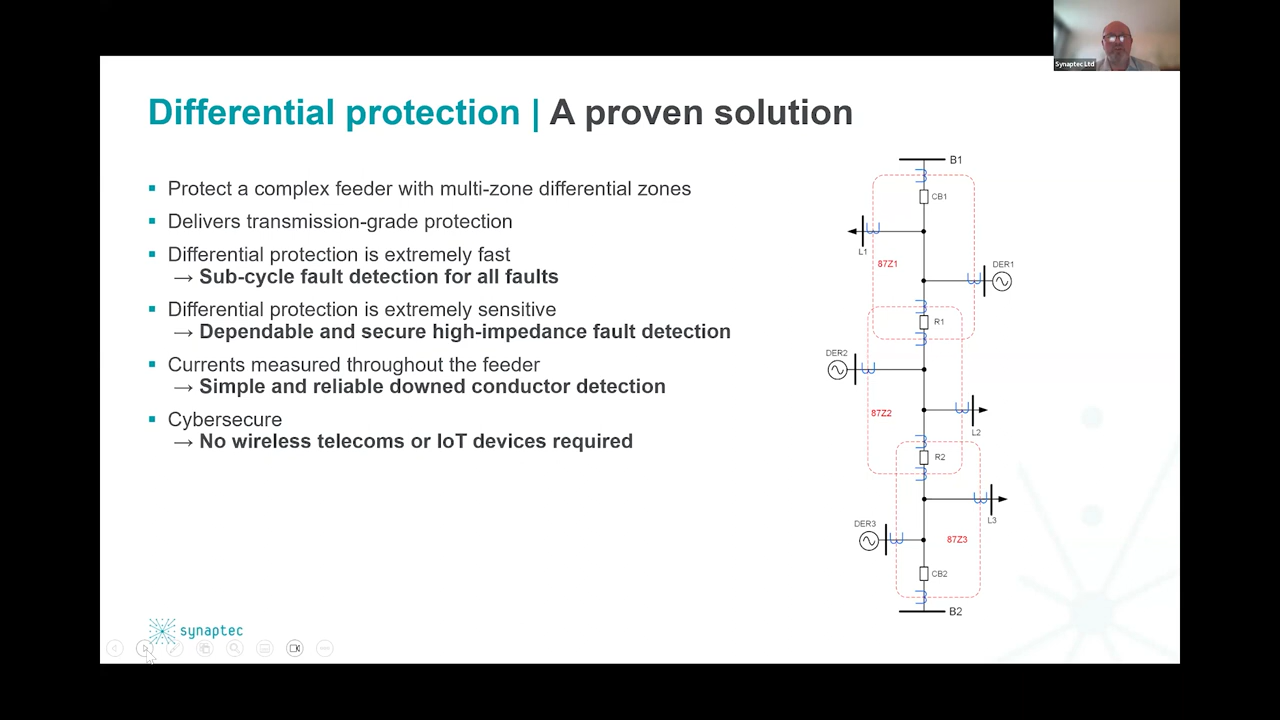 Synaptec Ltd
Differential protection | A proven solution
▪ Protect a complex feeder with multi-zone differential zones
▪ Delivers transmission-grade protection
▪ Differential protection is extremely fast
→ Sub-cycle fault detection for all faults
▪ Differential protection is extremely sensitive
→ Dependable and secure high-impedance fault detection
▪ Currents measured throughout the feeder
→ Simple and reliable downed conductor detection
▪ Cybersecure
→ No wireless telecoms or IoT devices required
B1
CB1
L1
87Z1
DER1
R1
DER2
87Z2
L2
R2
L3
DER3
87Z3
CB2
B2
synaptec